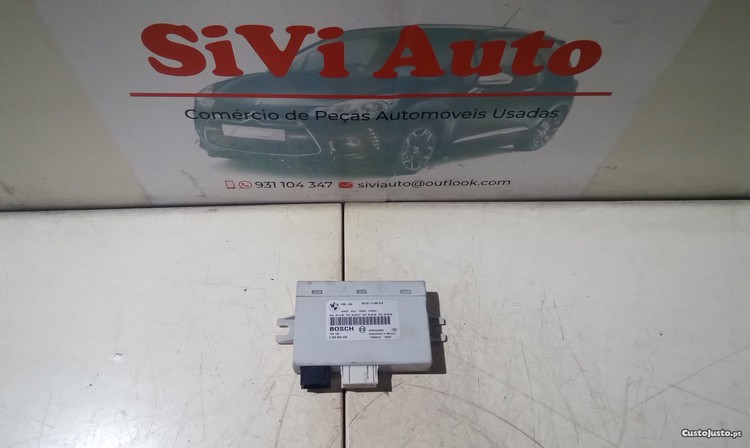 SiVi Auto
Comércio de Peças Automóveis Usadas
931 104 347 siviauto@outlook.com
BOSCH
CustoJusto.pt